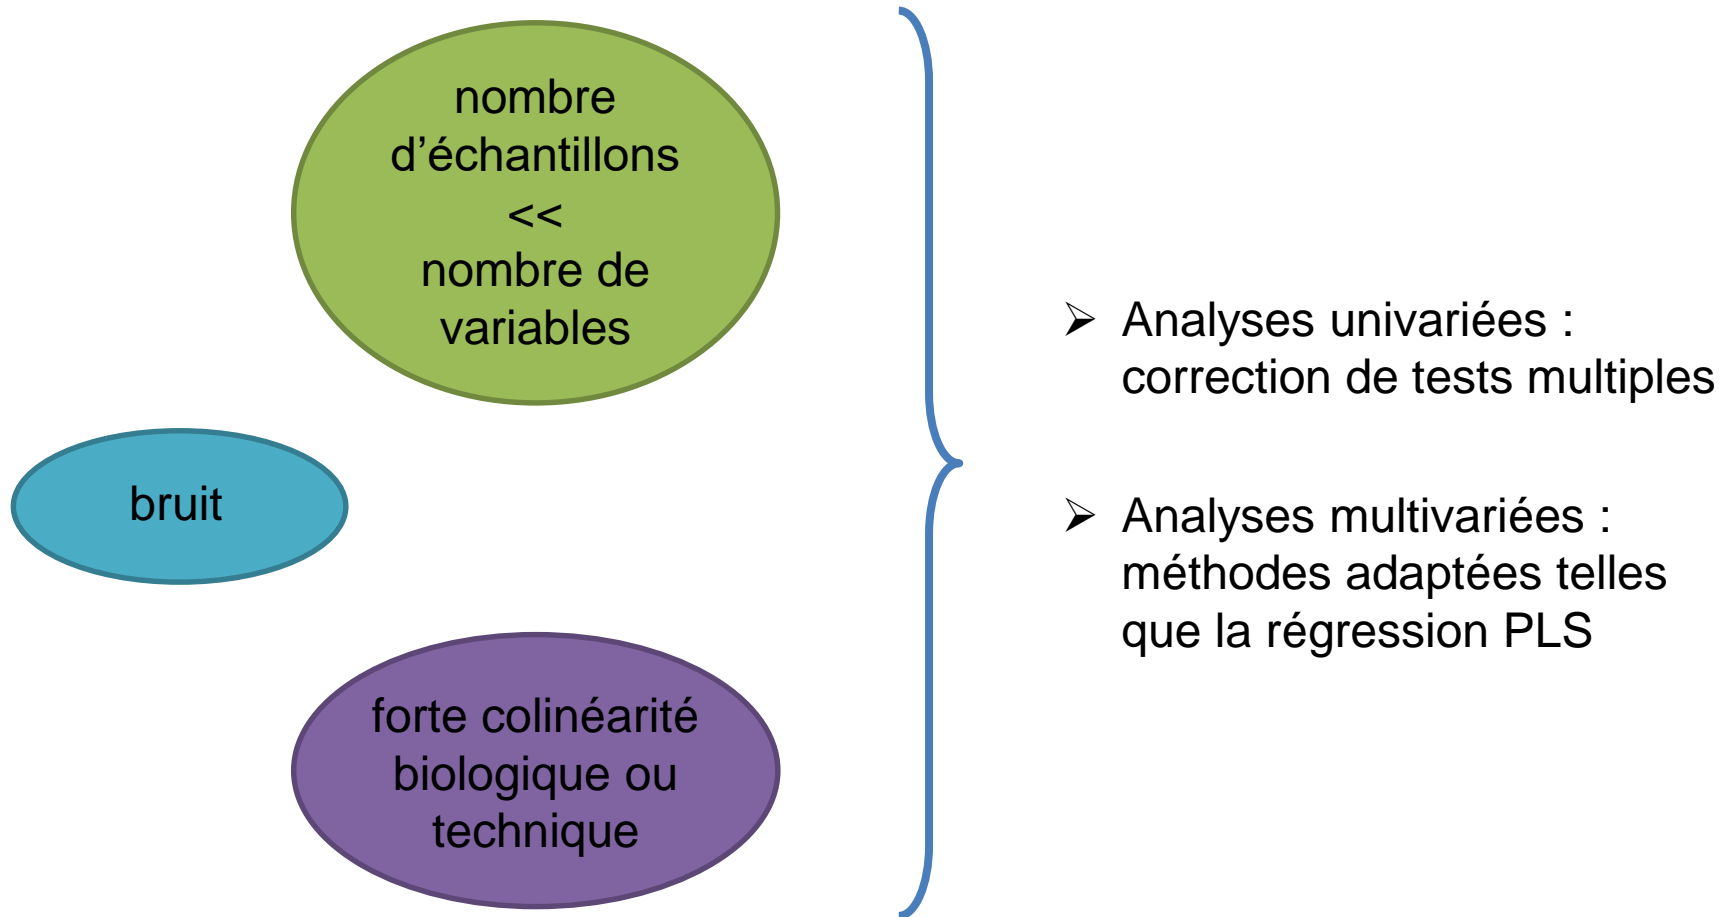 nombre
d’échantillons
<<
nombre de
variables
bruit
forte colinéarité
biologique ou
technique
➢ Analyses univariées :
correction de tests multiples
➢ Analyses multivariées :
méthodes adaptées telles
que la régression PLS